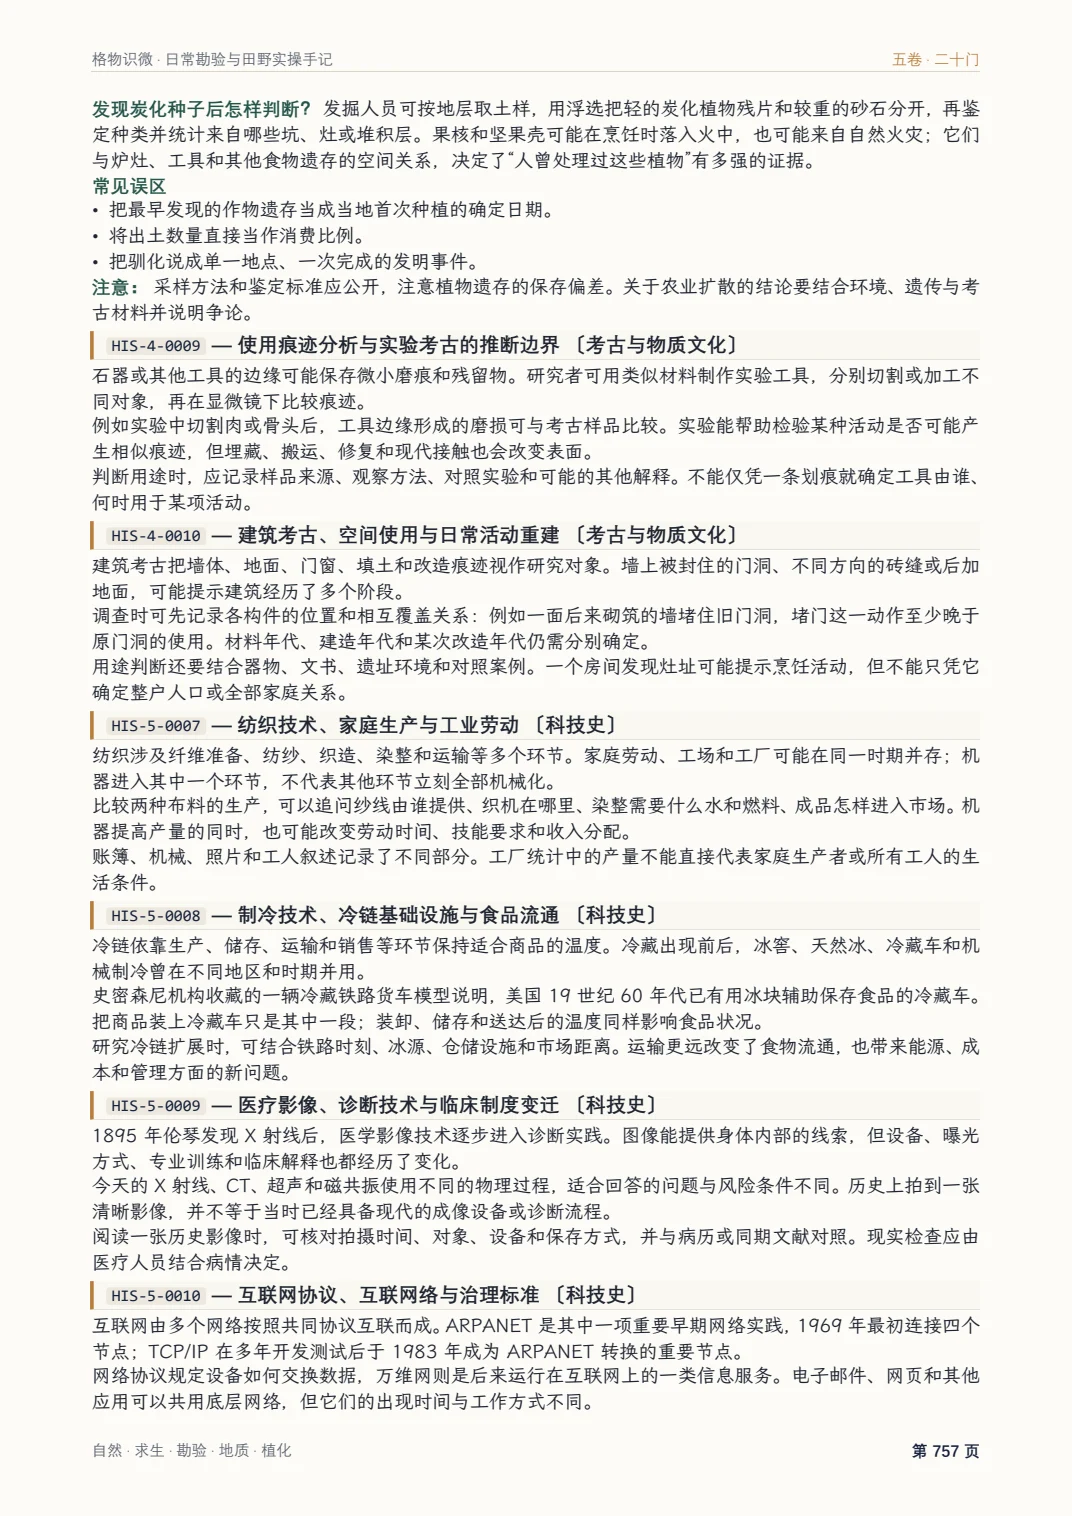 格物识微 · 日常勘验与田野实操手记
五卷 · 二十门
发现炭化种子后怎样判断？ 发掘人员可按地层取土样，用浮选把轻的炭化植物残片和较重的砂石分开，再鉴
定种类并统计来自哪些坑、灶或堆积层。果核和坚果壳可能在烹饪时落入火中，也可能来自自然火灾；它们
与炉灶、工具和其他食物遗存的空间关系，决定了“人曾处理过这些植物”有多强的证据。
常见误区
• 把最早发现的作物遗存当成当地首次种植的确定日期。
• 将出土数量直接当作消费比例。
• 把驯化说成单一地点、一次完成的发明事件。
注意： 采样方法和鉴定标准应公开，注意植物遗存的保存偏差。关于农业扩散的结论要结合环境、遗传与考
古材料并说明争论。
HIS-4-0009 — 使用痕迹分析与实验考古的推断边界 〔考古与物质文化〕
石器或其他工具的边缘可能保存微小磨痕和残留物。研究者可用类似材料制作实验工具，分别切割或加工不
同对象，再在显微镜下比较痕迹。
例如实验中切割肉或骨头后，工具边缘形成的磨损可与考古样品比较。实验能帮助检验某种活动是否可能产
生相似痕迹，但埋藏、搬运、修复和现代接触也会改变表面。
判断用途时，应记录样品来源、观察方法、对照实验和可能的其他解释。不能仅凭一条划痕就确定工具由谁、
何时用于某项活动。
HIS-4-0010 — 建筑考古、空间使用与日常活动重建 〔考古与物质文化〕
建筑考古把墙体、地面、门窗、填土和改造痕迹视作研究对象。墙上被封住的门洞、不同方向的砖缝或后加
地面，可能提示建筑经历了多个阶段。
调查时可先记录各构件的位置和相互覆盖关系：例如一面后来砌筑的墙堵住旧门洞，堵门这一动作至少晚于
原门洞的使用。材料年代、建造年代和某次改造年代仍需分别确定。
用途判断还要结合器物、文书、遗址环境和对照案例。一个房间发现灶址可能提示烹饪活动，但不能只凭它
确定整户人口或全部家庭关系。
HIS-5-0007 — 纺织技术、家庭生产与工业劳动 〔科技史〕
纺织涉及纤维准备、纺纱、织造、染整和运输等多个环节。家庭劳动、工场和工厂可能在同一时期并存；机
器进入其中一个环节，不代表其他环节立刻全部机械化。
比较两种布料的生产，可以追问纱线由谁提供、织机在哪里、染整需要什么水和燃料、成品怎样进入市场。机
器提高产量的同时，也可能改变劳动时间、技能要求和收入分配。
账簿、机械、照片和工人叙述记录了不同部分。工厂统计中的产量不能直接代表家庭生产者或所有工人的生
活条件。
HIS-5-0008 — 制冷技术、冷链基础设施与食品流通 〔科技史〕
冷链依靠生产、储存、运输和销售等环节保持适合商品的温度。冷藏出现前后，冰窖、天然冰、冷藏车和机
械制冷曾在不同地区和时期并用。
史密森尼机构收藏的一辆冷藏铁路货车模型说明，美国 19 世纪 60 年代已有用冰块辅助保存食品的冷藏车。
把商品装上冷藏车只是其中一段；装卸、储存和送达后的温度同样影响食品状况。
研究冷链扩展时，可结合铁路时刻、冰源、仓储设施和市场距离。运输更远改变了食物流通，也带来能源、成
本和管理方面的新问题。
HIS-5-0009 — 医疗影像、诊断技术与临床制度变迁 〔科技史〕
1895 年伦琴发现 X 射线后，医学影像技术逐步进入诊断实践。图像能提供身体内部的线索，但设备、曝光
方式、专业训练和临床解释也都经历了变化。
今天的 X 射线、CT、超声和磁共振使用不同的物理过程，适合回答的问题与风险条件不同。历史上拍到一张
清晰影像，并不等于当时已经具备现代的成像设备或诊断流程。
阅读一张历史影像时，可核对拍摄时间、对象、设备和保存方式，并与病历或同期文献对照。现实检查应由
医疗人员结合病情决定。
HIS-5-0010 — 互联网协议、互联网络与治理标准 〔科技史〕
互联网由多个网络按照共同协议互联而成。ARPANET 是其中一项重要早期网络实践，1969 年最初连接四个
节点；TCP/IP 在多年开发测试后于 1983 年成为 ARPANET 转换的重要节点。
网络协议规定设备如何交换数据，万维网则是后来运行在互联网上的一类信息服务。电子邮件、网页和其他
应用可以共用底层网络，但它们的出现时间与工作方式不同。
自然 · 求生 · 勘验 · 地质 · 植化
第 757 页